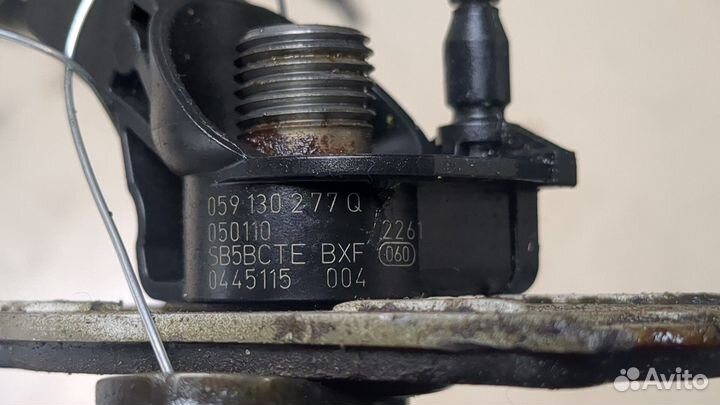 059 130 277 Q
050110 2261
SB5BCTE BXF 060
0445115 004
Avito